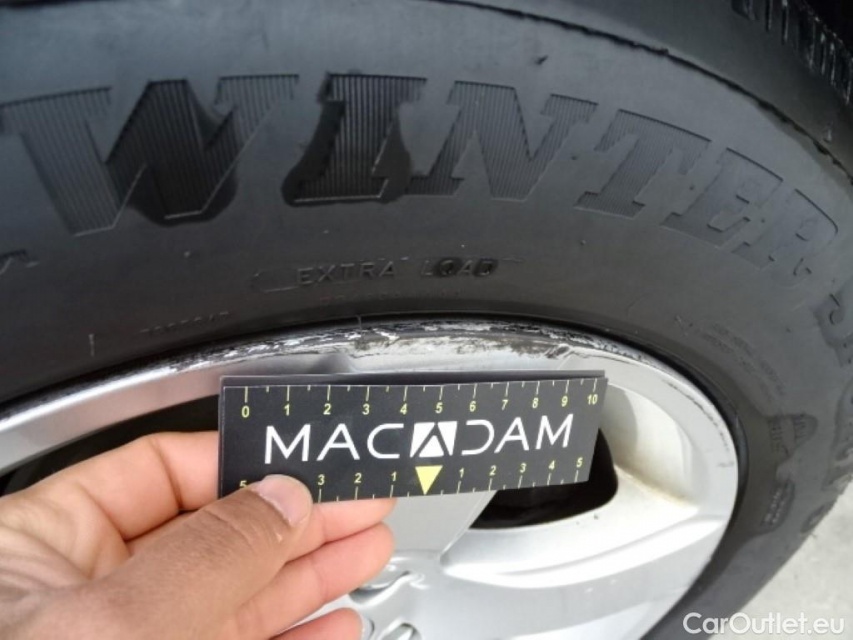 WINTER
EXTRA LOAD
0 1 2 3 4 5 6 7 8 9 10
MACADAM
5 3 2 1 1 2 3 4 5
CarOutlet.eu